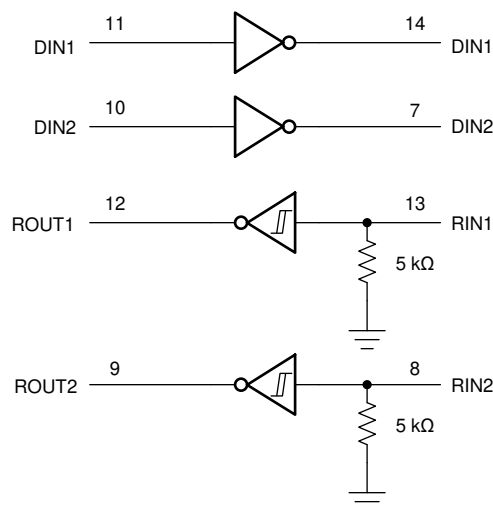 11 14
DIN1 DIN1
10 7
DIN2 DIN2
12 13
ROUT1 RIN1
5 kΩ
9 8
ROUT2 RIN2
5 kΩ